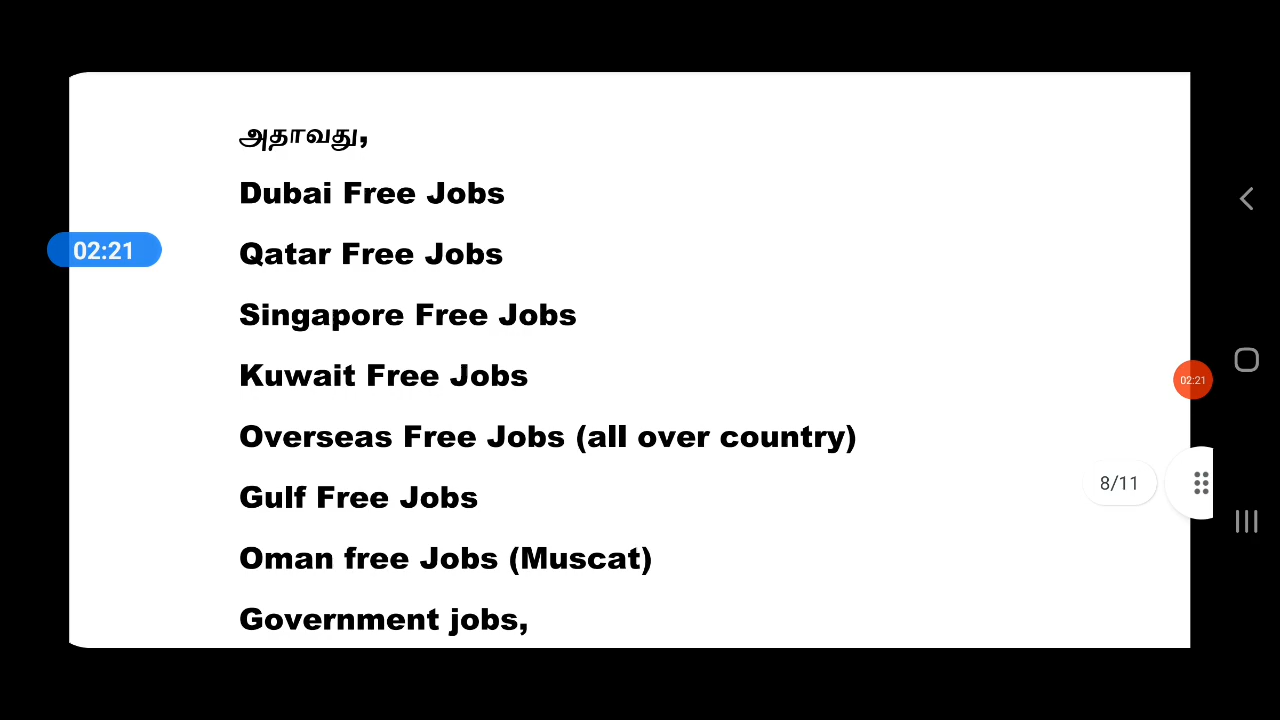 அதாவது,
Dubai Free Jobs
02:21
Qatar Free Jobs
Singapore Free Jobs
Kuwait Free Jobs
02:21
Overseas Free Jobs (all over country)
8/11
Gulf Free Jobs
Oman free Jobs (Muscat)
Government jobs,